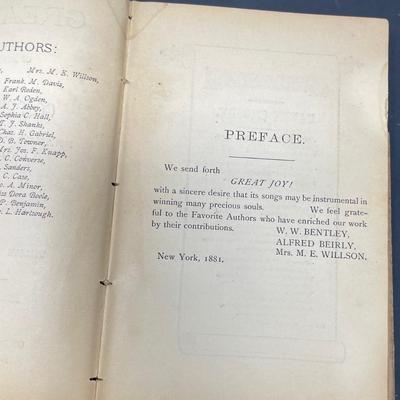 AUTHORS:
Mrs. M. E. Willson,
Frank M. Davis,
Karl Reden,
W. A. Ogden,
A. J. Abbey,
Sophia C. Hall,
T. J. Shanks,
Chas. H. Gabriel,
D. B. Towner,
Mrs. Jos. F. Knapp,
C. Converse,
Sanders,
C. Case,
A. Minor,
Miss Dora Boole,
P. Benjamin,
L. Hartsough.
PREFACE.
We send forth
GREAT JOY!
with a sincere desire that its songs may be instrumental in
winning many precious souls. We feel grate-
ful to the Favorite Authors who have enriched our work
by their contributions.
W. W. BENTLEY,
ALFRED BEIRLY,
Mrs. M. E. WILLSON.
New York, 1881.